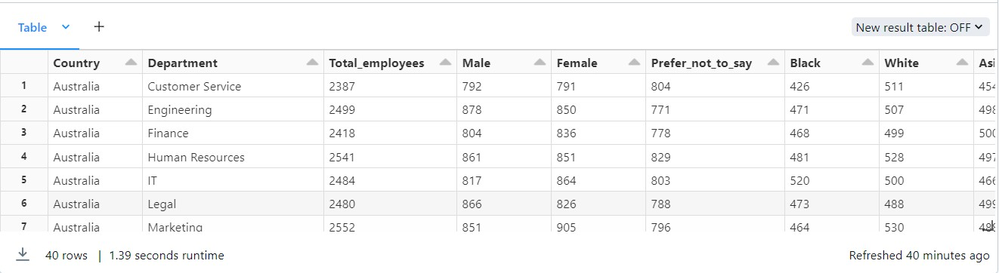 Table +
New result table: OFF
Country Department Total_employees Male Female Prefer_not_to_say Black White Asi
1 Australia Customer Service 2387 792 791 804 426 511 454
2 Australia Engineering 2499 878 850 771 471 507 498
3 Australia Finance 2418 804 836 778 468 499 500
4 Australia Human Resources 2541 861 851 829 481 528 497
5 Australia IT 2484 817 864 803 520 500 466
6 Australia Legal 2480 866 826 788 473 488 499
7 Australia Marketing 2552 851 905 796 464 530
40 rows | 1.39 seconds runtime
Refreshed 40 minutes ago